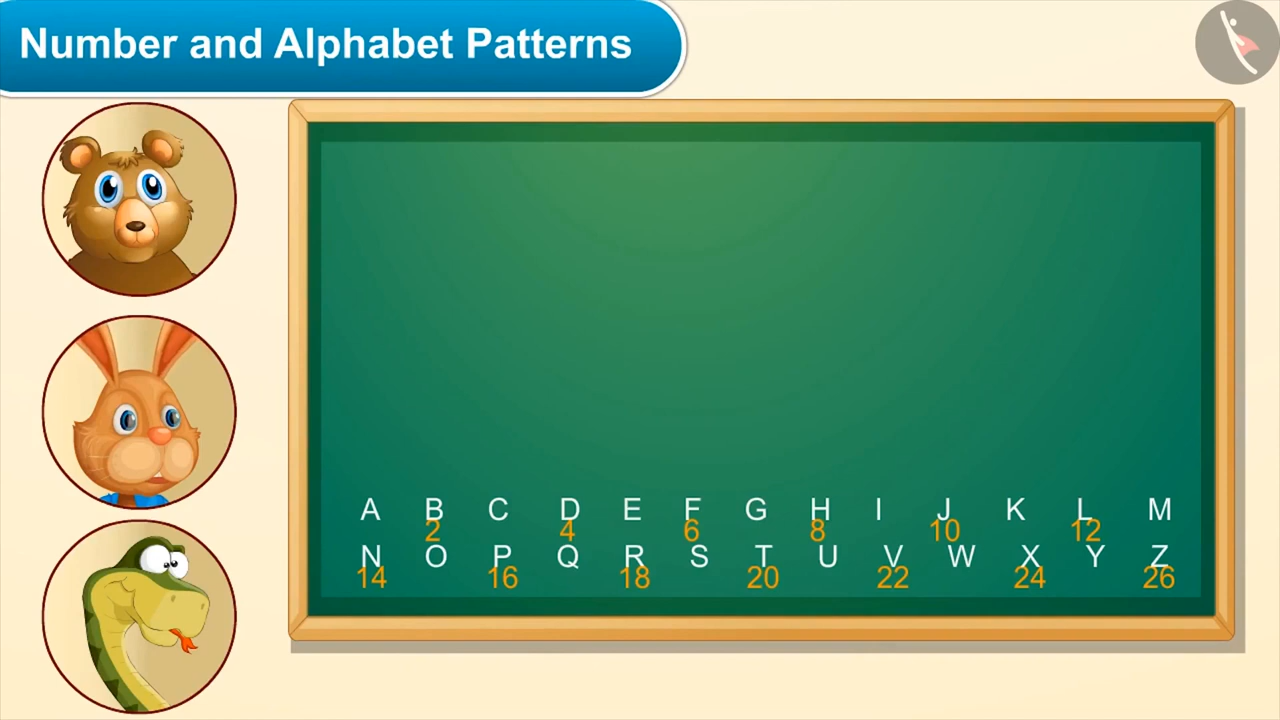 Number and Alphabet Patterns
A B C D E F G H I J K L M
2 4 6 8 10 12
N O P Q R S T U V W X Y Z
14 16 18 20 22 24 26